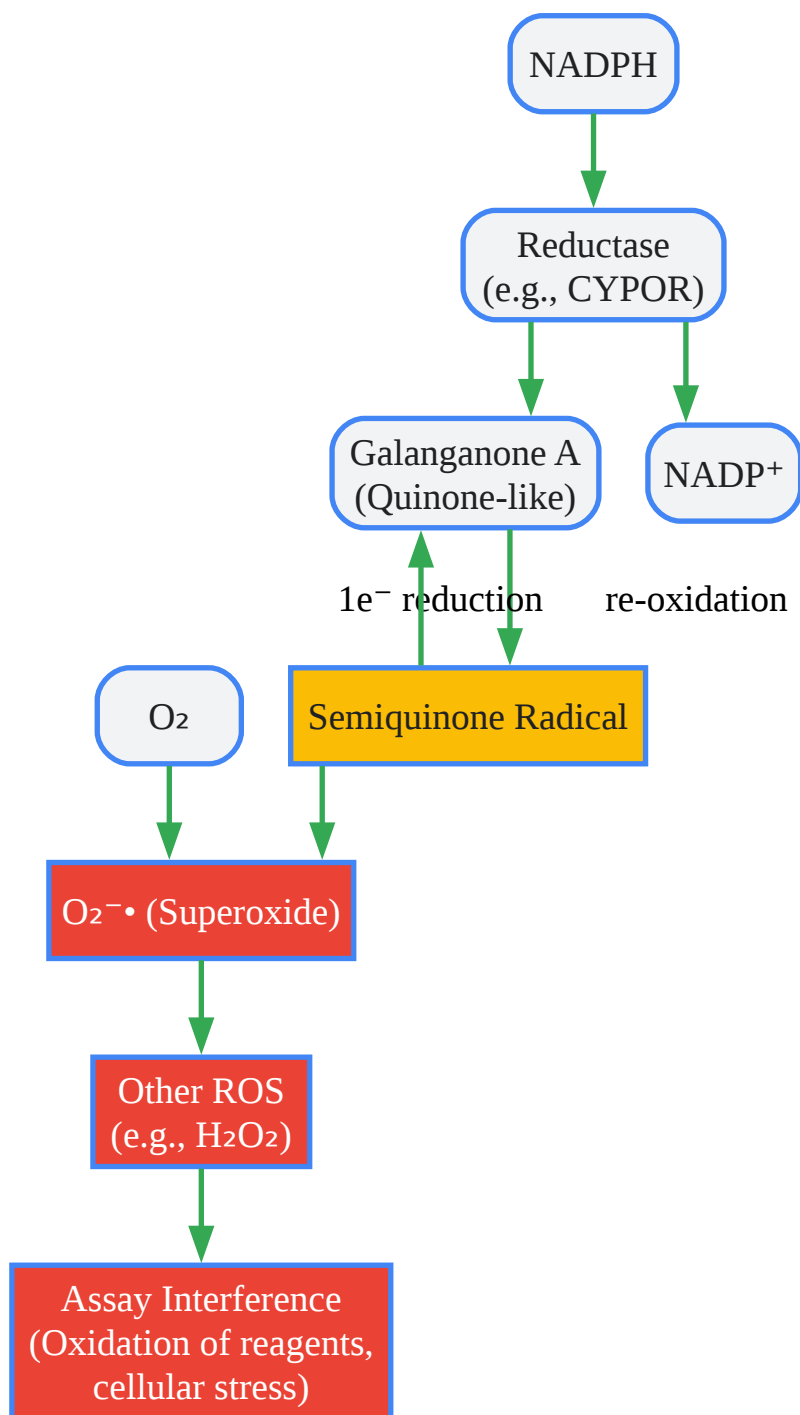 NADPH
Reductase
(e.g., CYPOR)
Galanganone A
(Quinone-like)
NADP⁺
1e⁻ reduction
re-oxidation
O₂
Semiquinone Radical
O₂⁻• (Superoxide)
Other ROS
(e.g., H₂O₂)
Assay Interference
(Oxidation of reagents,
cellular stress)